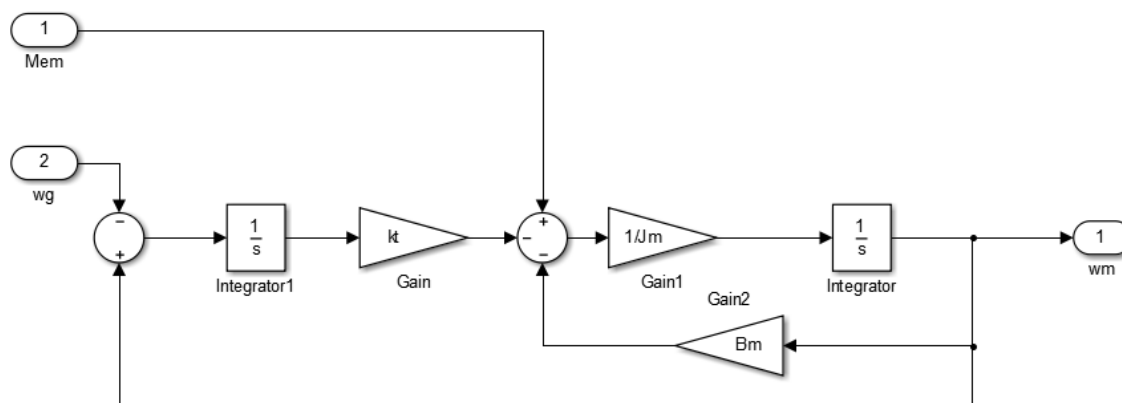 1
Mem
2
wg
−
+
1
s
Integrator1
kt
Gain
+
−
−
1/Jm
Gain1
1
s
Integrator
1
wm
Gain2
Bm